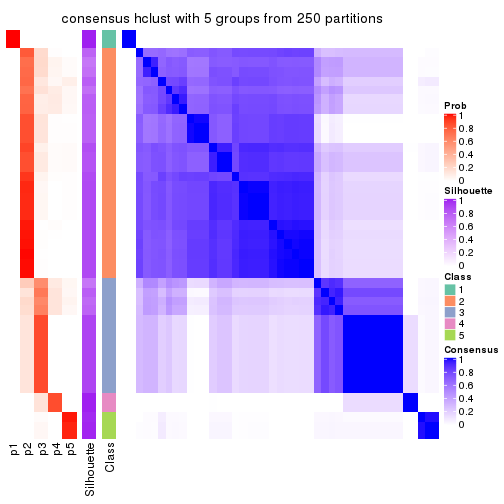 consensus hclust with 5 groups from 250 partitions
Prob
1
0.8
0.6
0.4
0.2
0
Silhouette
1
0.8
0.6
0.4
0.2
0
Class
1
2
3
4
5
Consensus
1
0.8
0.6
0.4
0.2
0
p1
p2
p3
p4
p5
Silhouette
Class